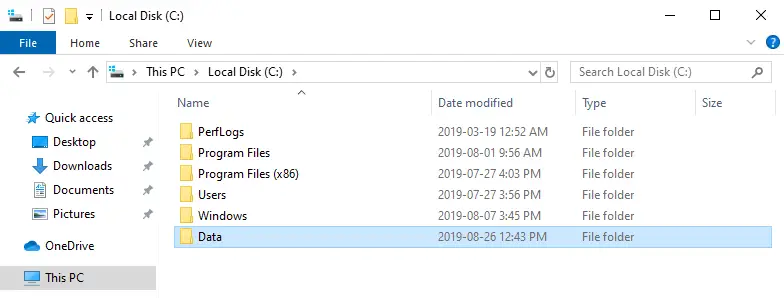 Local Disk (C:)
File Home Share View
This PC Local Disk (C:) Search Local Disk (C:)
Name Date modified Type Size
Quick access
Desktop
Downloads
Documents
Pictures
OneDrive
This PC
PerfLogs 2019-03-19 12:52 AM File folder
Program Files 2019-08-01 9:56 AM File folder
Program Files (x86) 2019-07-27 4:03 PM File folder
Users 2019-07-27 3:56 PM File folder
Windows 2019-08-07 3:45 PM File folder
Data 2019-08-26 12:43 PM File folder